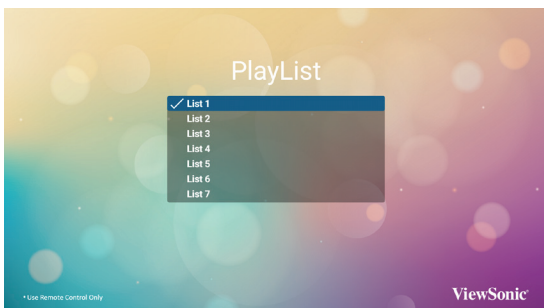 PlayList
List 1
List 2
List 3
List 4
List 5
List 6
List 7
* Use Remote Control Only
ViewSonic®